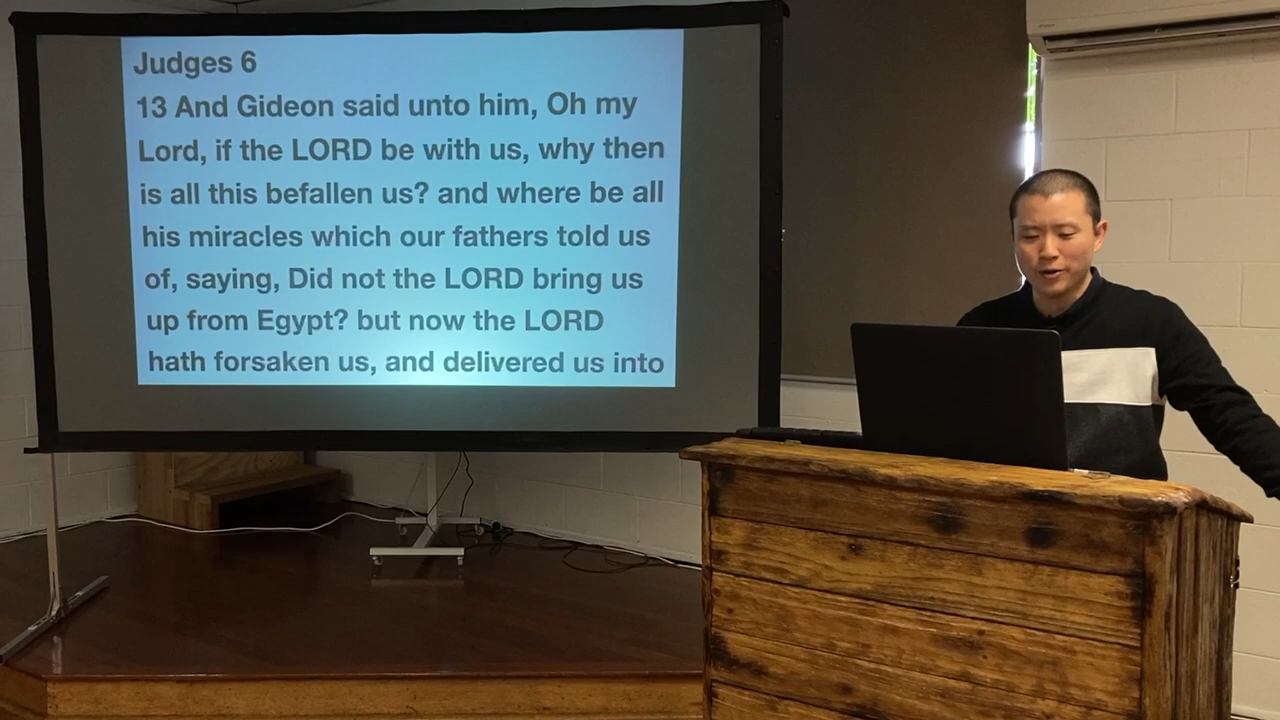 Judges 6
13 And Gideon said unto him, Oh my
Lord, if the LORD be with us, why then
is all this befallen us? and where be all
his miracles which our fathers told us
of, saying, Did not the LORD bring us
up from Egypt? but now the LORD
hath forsaken us, and delivered us into